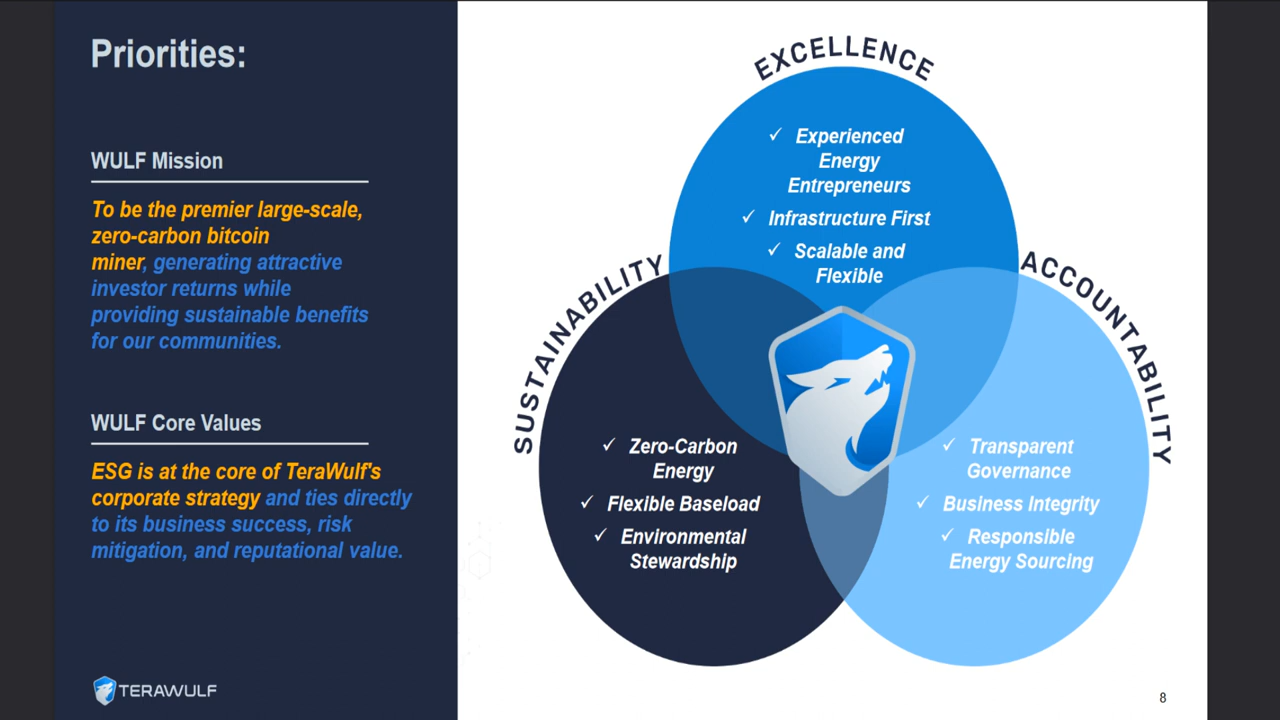 Priorities:
WULF Mission
To be the premier large-scale,
zero-carbon bitcoin
miner, generating attractive
investor returns while
providing sustainable benefits
for our communities.
WULF Core Values
ESG is at the core of TeraWulf's
corporate strategy and ties directly
to its business success, risk
mitigation, and reputational value.
TERAWULF
EXCELLENCE
✓ Experienced
Energy
Entrepreneurs
✓ Infrastructure First
✓ Scalable and
Flexible
SUSTAINABILITY
✓ Zero-Carbon
Energy
✓ Flexible Baseload
✓ Environmental
Stewardship
ACCOUNTABILITY
✓ Transparent
Governance
✓ Business Integrity
✓ Responsible
Energy Sourcing
8